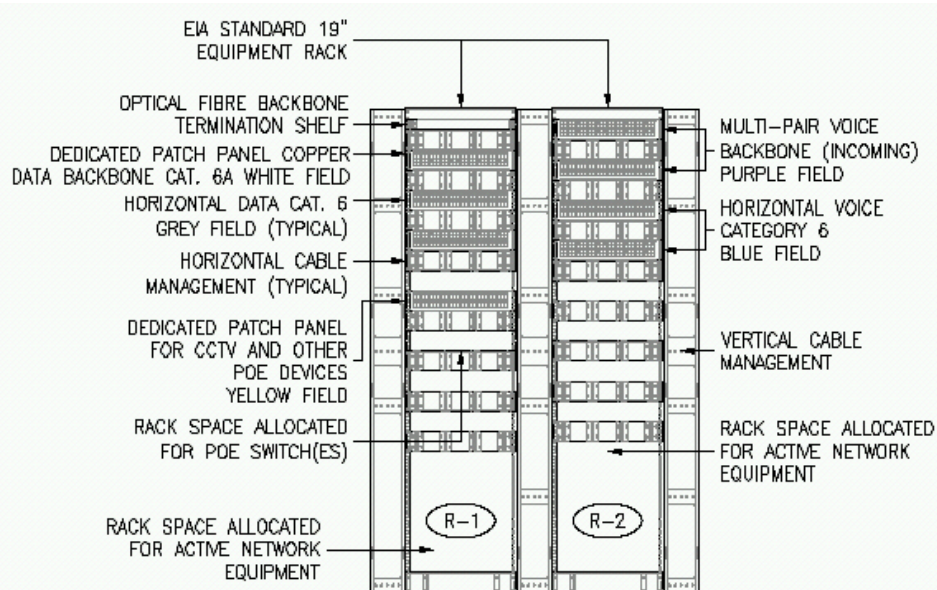 EIA STANDARD 19"
EQUIPMENT RACK
OPTICAL FIBRE BACKBONE
TERMINATION SHELF
DEDICATED PATCH PANEL COPPER
DATA BACKBONE CAT. 6A WHITE FIELD
HORIZONTAL DATA CAT. 6
GREY FIELD (TYPICAL)
HORIZONTAL CABLE
MANAGEMENT (TYPICAL)
DEDICATED PATCH PANEL
FOR CCTV AND OTHER
POE DEVICES
YELLOW FIELD
RACK SPACE ALLOCATED
FOR POE SWITCH(ES)
RACK SPACE ALLOCATED
FOR ACTIVE NETWORK
EQUIPMENT
R-1
R-2
MULTI-PAIR VOICE
BACKBONE (INCOMING)
PURPLE FIELD
HORIZONTAL VOICE
CATEGORY 6
BLUE FIELD
VERTICAL CABLE
MANAGEMENT
RACK SPACE ALLOCATED
FOR ACTIVE NETWORK
EQUIPMENT